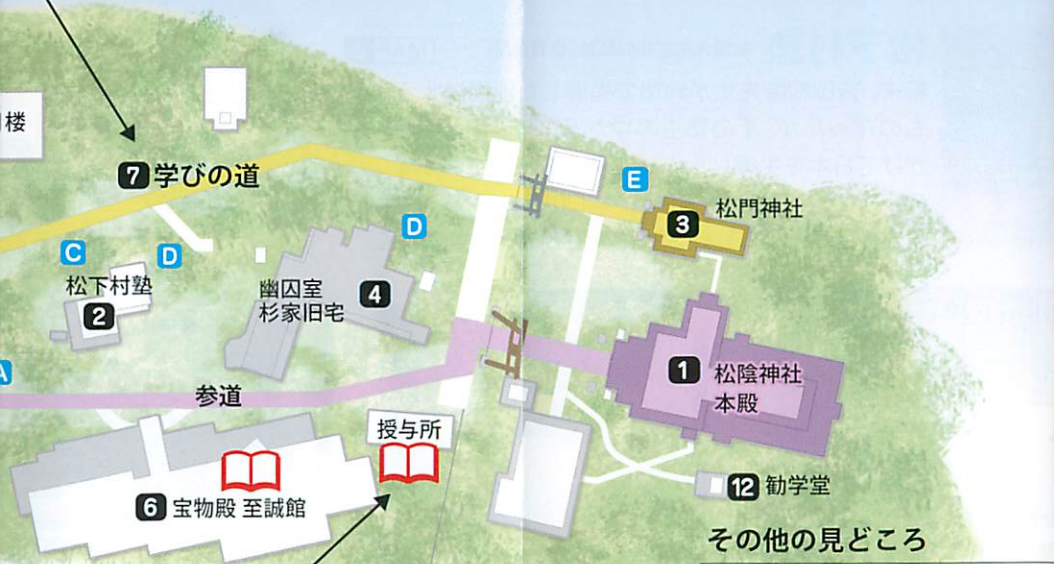 楼
7 学びの道
E
3 松門神社
C
D
D
松下村塾
2
幽囚室
杉家旧宅
4
A
参道
1 松陰神社
本殿
授与所
6 宝物殿 至誠館
12 勧学堂
その他の見どころ